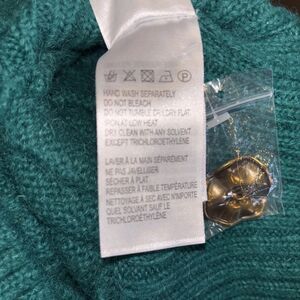 HAND WASH SEPARATELY
DO NOT BLEACH
DO NOT TUMBLE DRY, DRY FLAT
IRON AT LOW HEAT
DRY CLEAN WITH ANY SOLVENT
EXCEPT TRICHLOROETHYLENE
LAVER À LA MAIN SÉPARÉMENT
NE PAS JAVELLISER
SÉCHER À PLAT
REPASSER À FAIBLE TEMPÉRATURE
NETTOYAGE À SEC AVEC N'IMPORTE
QUEL SOLVANT SAUF LE
TRICHLOROÉTHYLÈNE